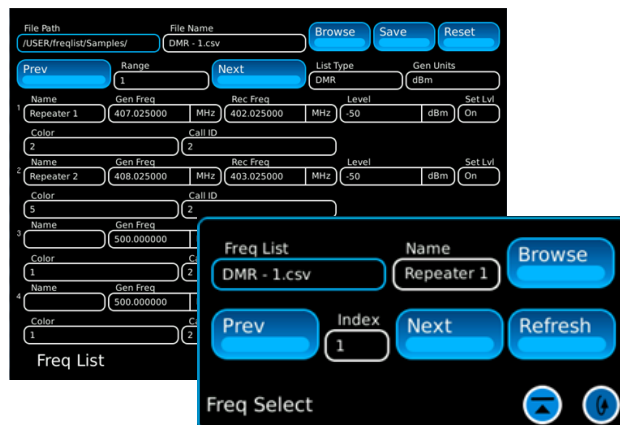 File Path File Name Browse Save Reset
/USER/freqlist/Samples/ DMR - 1.csv
Prev Range Next List Type Gen Units
1 DMR dBm
Name Gen Freq Rec Freq Level Set Lvl
1 Repeater 1 407.025000 MHz 402.025000 MHz -50 dBm On
Color Call ID
2 2
Name Gen Freq Rec Freq Level Set Lvl
2 Repeater 2 408.025000 MHz 403.025000 MHz -50 dBm On
Color Call ID
5 2
Name Gen Freq
3 500.000000
Color
1 2
Name Gen Freq
4 500.000000
Color
1 2
Freq List
Freq List Name Browse
DMR - 1.csv Repeater 1
Prev Index Next Refresh
1
Freq Select